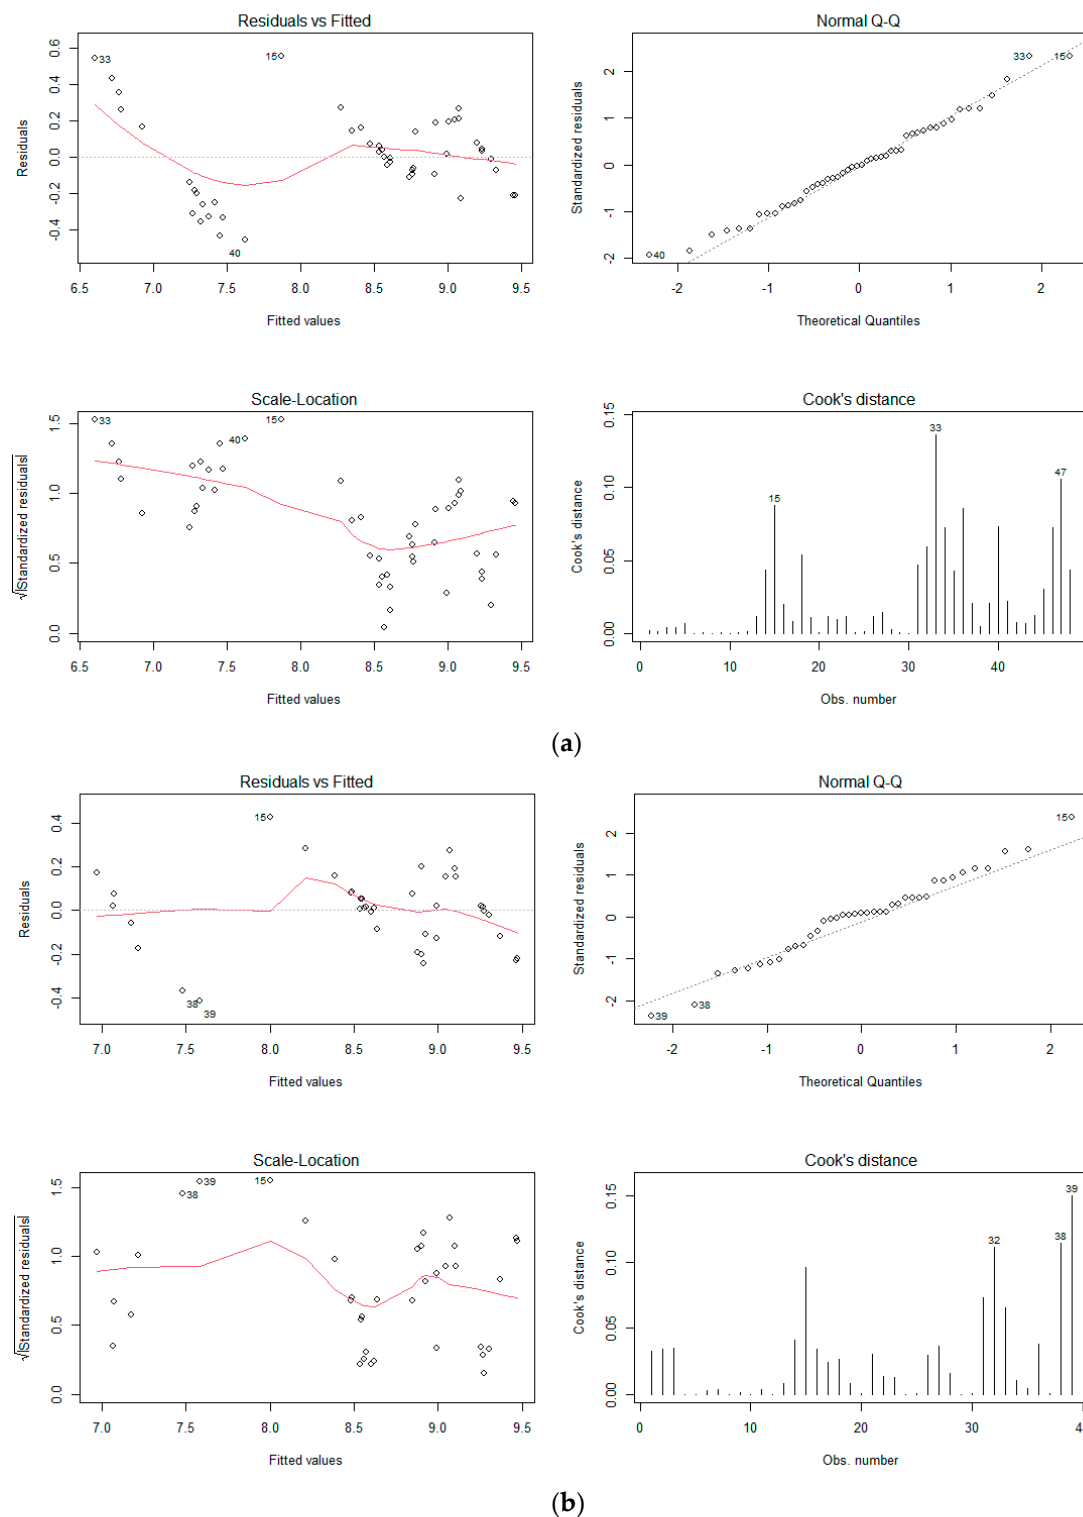 Residuals vs Fitted
Residuals
0.6
0.4
0.2
0.0
-0.2
-0.4
33
15
40
6.5 7.0 7.5 8.0 8.5 9.0 9.5
Fitted values
Normal Q-Q
Standardized residuals
2
1
0
-1
-2
33
15
40
-2 -1 0 1 2
Theoretical Quantiles
Scale-Location
√|Standardized residuals|
1.5
1.0
0.5
0.0
33
15
40
6.5 7.0 7.5 8.0 8.5 9.0 9.5
Fitted values
Cook's distance
Cook's distance
0.15
0.10
0.05
0.00
33
47
15
0 10 20 30 40
Obs. number
(a)
Residuals vs Fitted
Residuals
0.4
0.2
0.0
-0.2
-0.4
15
38
39
7.0 7.5 8.0 8.5 9.0 9.5
Fitted values
Normal Q-Q
Standardized residuals
2
1
0
-1
-2
15
38
39
-2 -1 0 1 2
Theoretical Quantiles
Scale-Location
√|Standardized residuals|
1.5
1.0
0.5
0.0
39
38
15
7.0 7.5 8.0 8.5 9.0 9.5
Fitted values
Cook's distance
Cook's distance
0.15
0.10
0.05
0.00
39
32
38
0 10 20 30
Obs. number
(b)